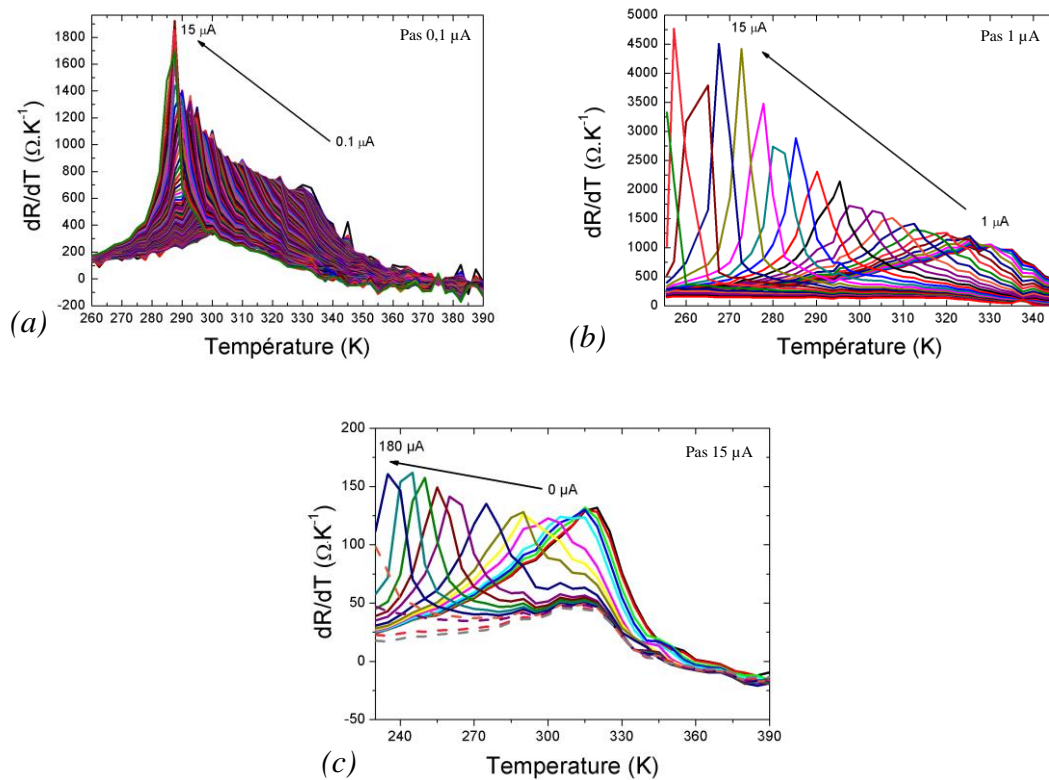 15 µA
Pas 0,1 µA
0.1 µA
dR/dT (Ω.K⁻¹)
1800
1600
1400
1200
1000
800
600
400
200
0
-200
260 270 280 290 300 310 320 330 340 350 360 370 380 390
Température (K)
(a)
15 µA
Pas 1 µA
1 µA
dR/dT (Ω.K⁻¹)
5000
4500
4000
3500
3000
2500
2000
1500
1000
500
0
260 270 280 290 300 310 320 330 340
Température (K)
(b)
180 µA
Pas 15 µA
0 µA
dR/dT (Ω.K⁻¹)
200
150
100
50
0
-50
240 270 300 330 360 390
Temperature (K)
(c)